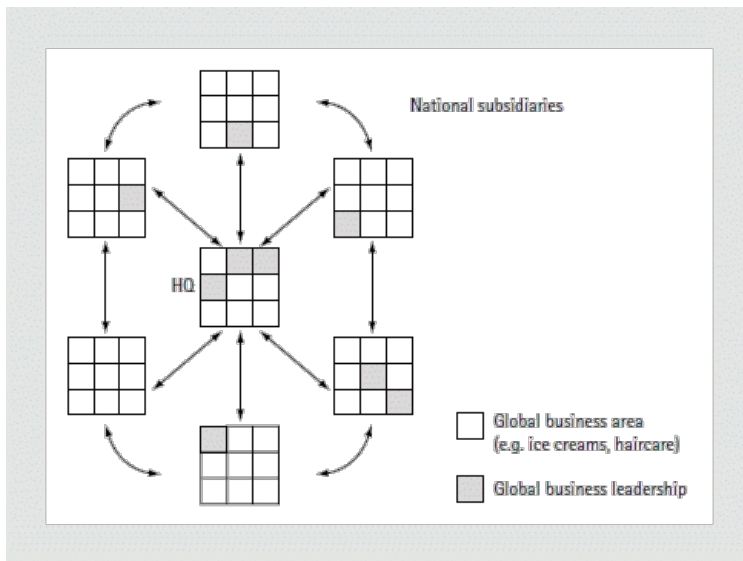 National subsidiaries
HQ
Global business area
(e.g. ice creams, haircare)
Global business leadership